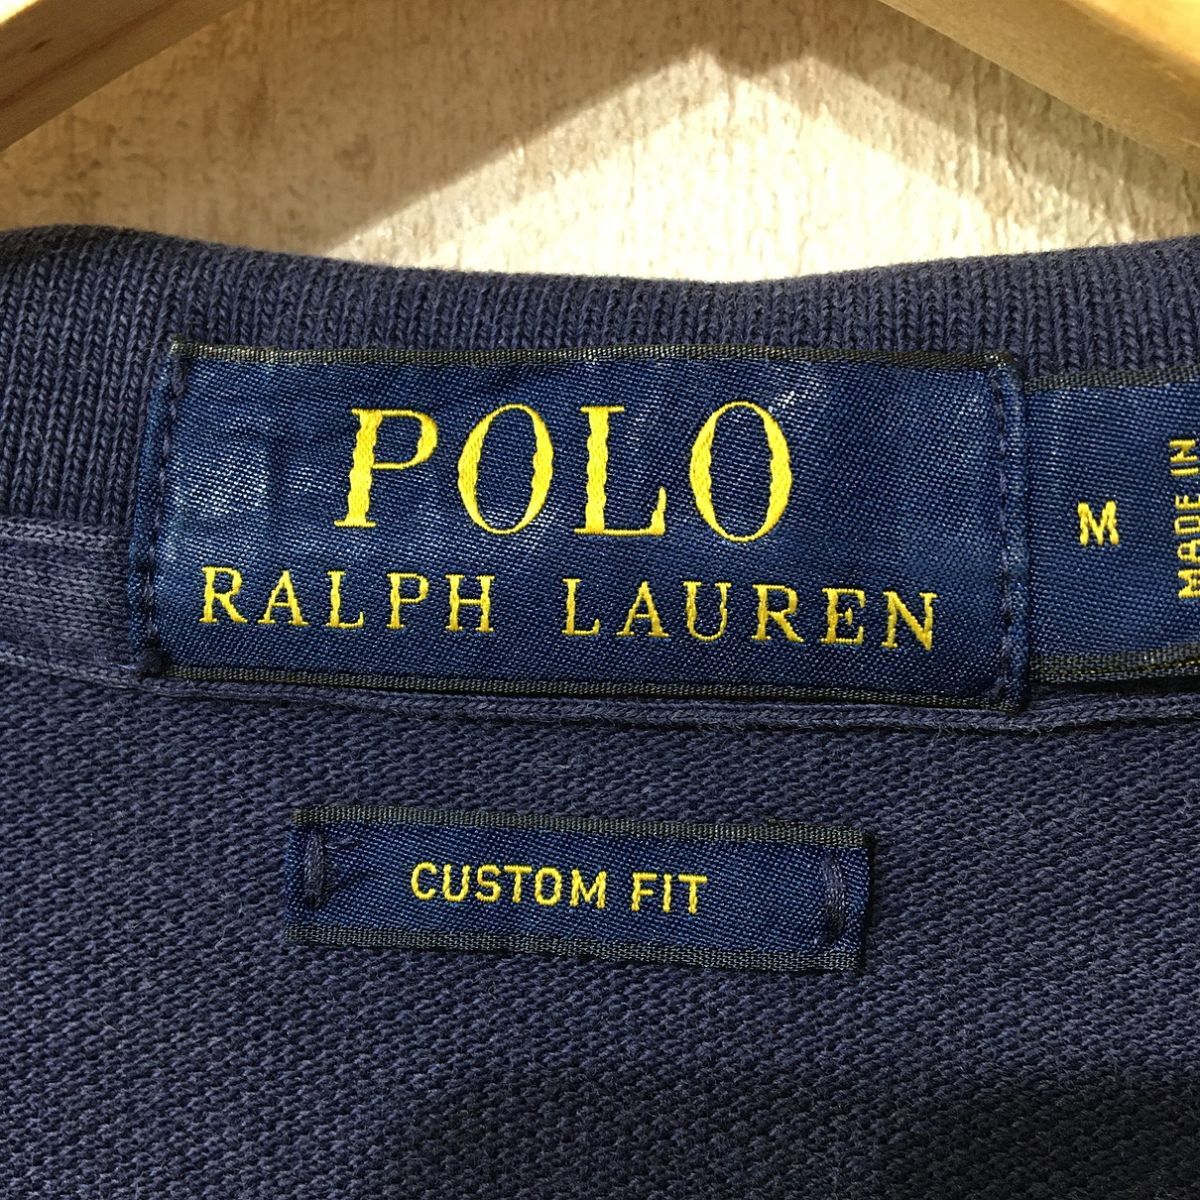 POLO
RALPH LAUREN
M
MADE IN
CUSTOM FIT